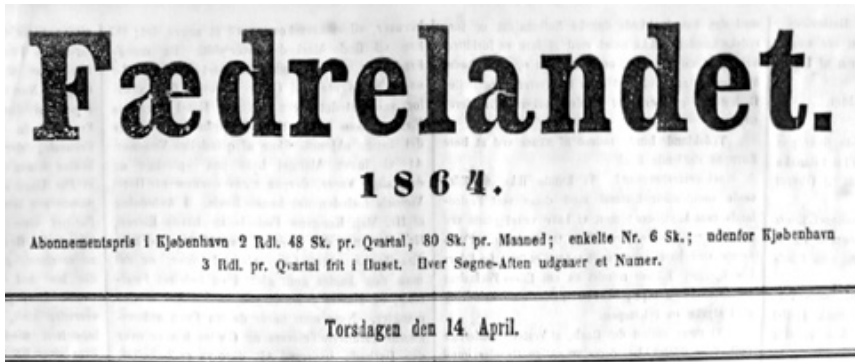 Fædrelandet.
1864.
Abonnementspris i Kjøbenhavn 2 Rdl. 48 Sk. pr. Qvartal, 80 Sk. pr. Maaned; enkelte Nr. 6 Sk.; udenfor Kjøbenhavn
3 Rdl. pr. Qvartal frit i Huset. Hver Søgne-Aften udgaaer et Numer.
Torsdagen den 14. April.